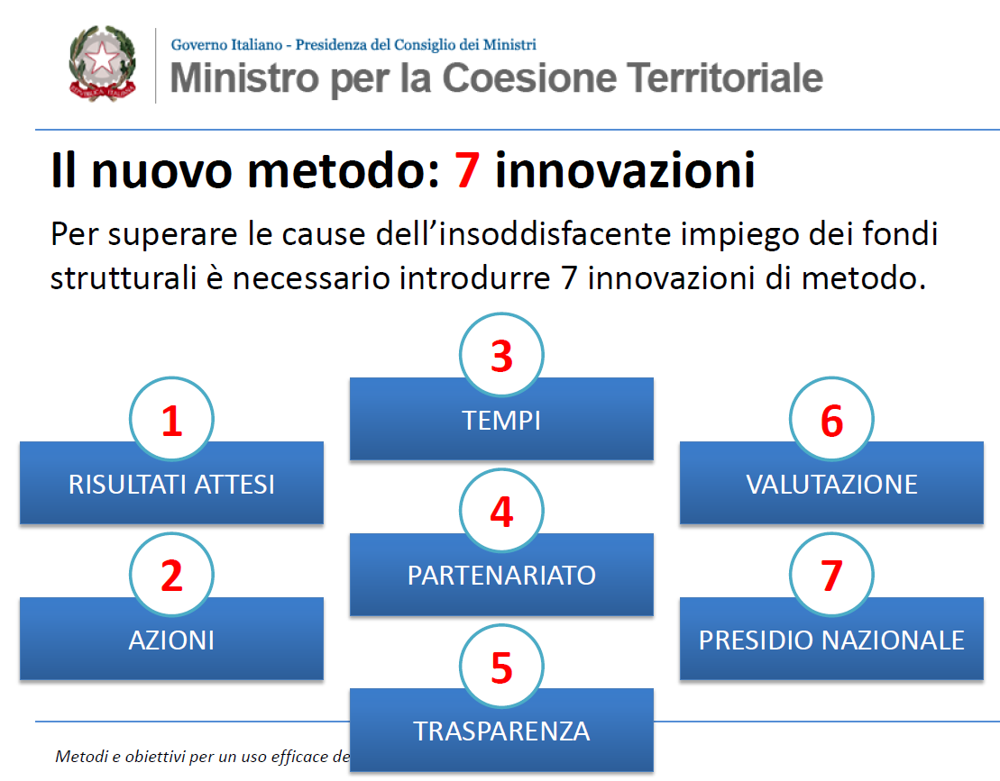 Governo Italiano - Presidenza del Consiglio dei Ministri
Ministro per la Coesione Territoriale
Il nuovo metodo: 7 innovazioni
Per superare le cause dell’insoddisfacente impiego dei fondi
strutturali è necessario introdurre 7 innovazioni di metodo.
1
RISULTATI ATTESI
2
AZIONI
3
TEMPI
4
PARTENARIATO
5
TRASPARENZA
6
VALUTAZIONE
7
PRESIDIO NAZIONALE
Metodi e obiettivi per un uso efficace de